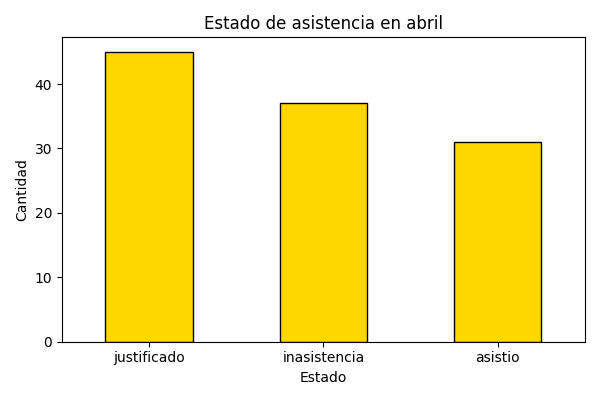 Estado de asistencia en abril
Cantidad
40
30
20
10
0
justificado inasistencia asistio
Estado